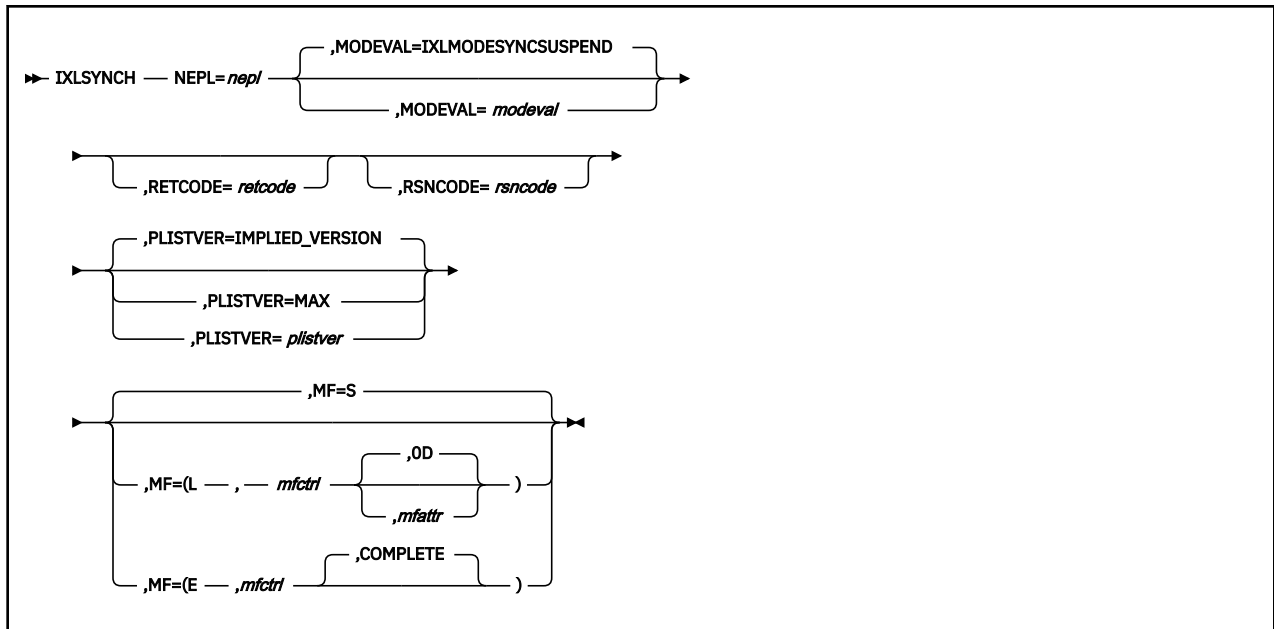 ,MODEVAL=IXLMODESYNCSUSPEND
IXLSYNCH NEPL=nepl
,MODEVAL= modeval
,RETCODE= retcode ,RSNCODE= rsncode
,PLISTVER=IMPLIED_VERSION
,PLISTVER=MAX
,PLISTVER= plistver
,MF=S
,0D
,MF=(L , mfctrl )
,mfattr
,COMPLETE
,MF=(E ,mfctrl )